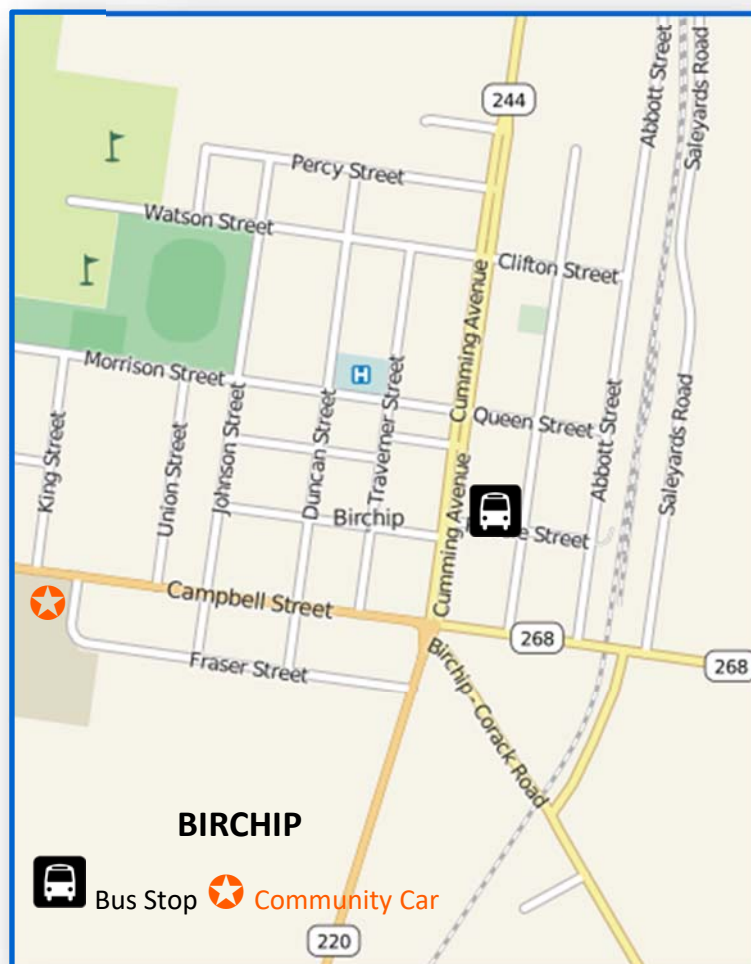 244
Abbott Street
Saleyards Road
Percy Street
Watson Street
Clifton Street
Cumming Avenue
H
Morrison Street
Queen Street
King Street
Union Street
Johnson Street
Duncan Street
Traverner Street
Abbott Street
Saleyards Road
Cumming Avenue
Birchip
Street
Campbell Street
268
268
Fraser Street
Birchip - Corack Road
BIRCHIP
Bus Stop
Community Car
220